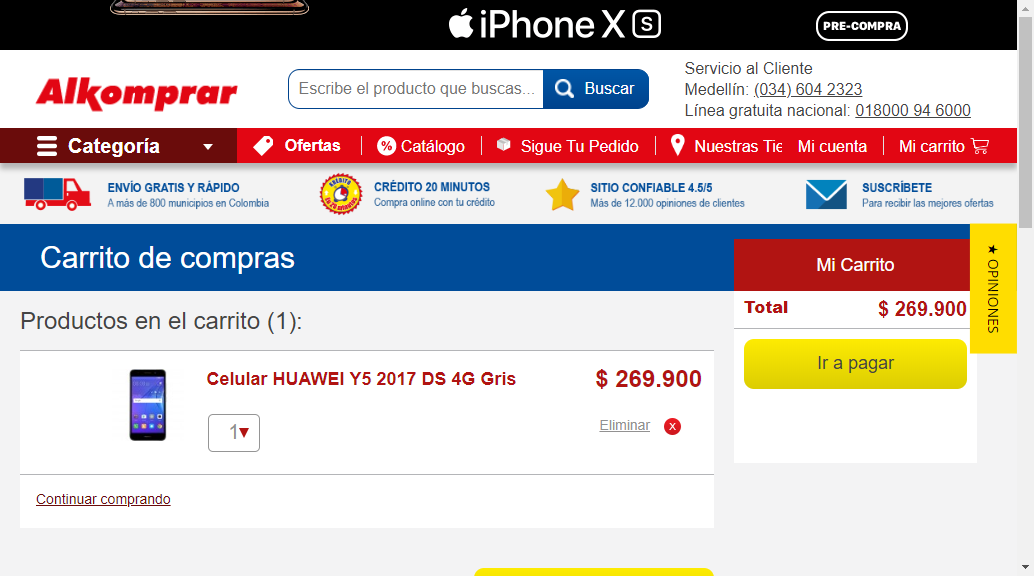 iPhone X S
PRE-COMPRA
Alkomprar
Escribe el producto que buscas...
Buscar
Servicio al Cliente
Medellín: (034) 604 2323
Línea gratuita nacional: 018000 94 6000
Categoría
Ofertas
% Catálogo
Sigue Tu Pedido
Nuestras Tie
Mi cuenta
Mi carrito
ENVÍO GRATIS Y RÁPIDO
A más de 800 municipios en Colombia
CRÉDITO 20 MINUTOS
Compra online con tu crédito
SITIO CONFIABLE 4.5/5
Más de 12.000 opiniones de clientes
SUSCRÍBETE
Para recibir las mejores ofertas
Carrito de compras
Mi Carrito
★ OPINIONES
Total $ 269.900
Ir a pagar
Productos en el carrito (1):
Celular HUAWEI Y5 2017 DS 4G Gris
$ 269.900
1
Eliminar x
Continuar comprando